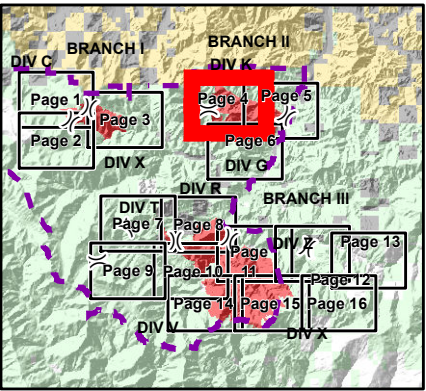 BRANCH I
BRANCH II
DIV C
DIV K
Page 1
Page 4
Page 5
Page 3
Page 2
Page 6
DIV X
DIV G
DIV R
BRANCH III
DIV T
Page 7
Page 8
DIV Z
Page 13
Page
11
Page 9
Page 10
Page 12
Page 14
Page 15
Page 16
DIV V
DIV X